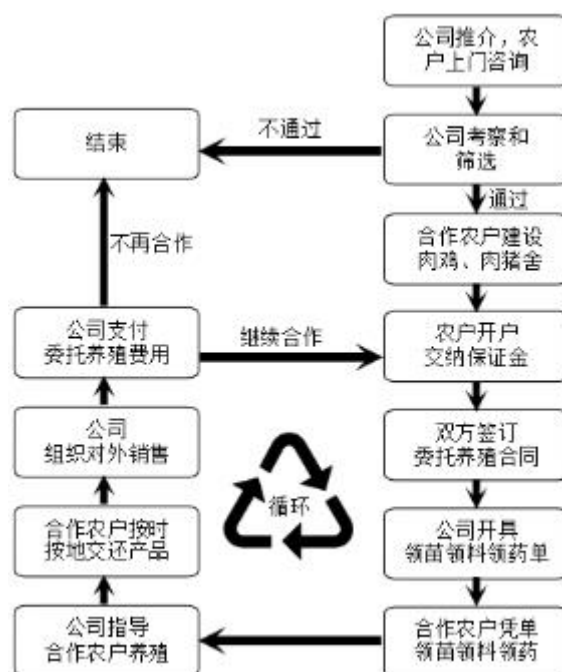 公司推介，农
户上门咨询
结束
不通过
公司考察和
筛选
通过
不再合作
合作农户建设
肉鸡、肉猪舍
公司支付
委托养殖费用
继续合作
农户开户
交纳保证金
公司
组织对外销售
双方签订
委托养殖合同
循环
合作农户按时
按地交还产品
公司开具
领苗领料领药单
公司指导
合作农户养殖
合作农户凭单
领苗领料领药